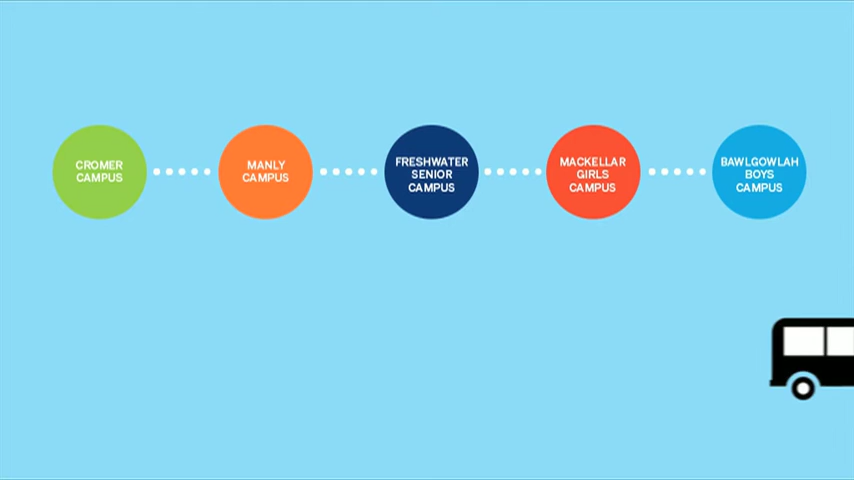 CROMER
CAMPUS
MANLY
CAMPUS
FRESHWATER
SENIOR
CAMPUS
MACKELLAR
GIRLS
CAMPUS
BAWLGOWLAH
BOYS
CAMPUS